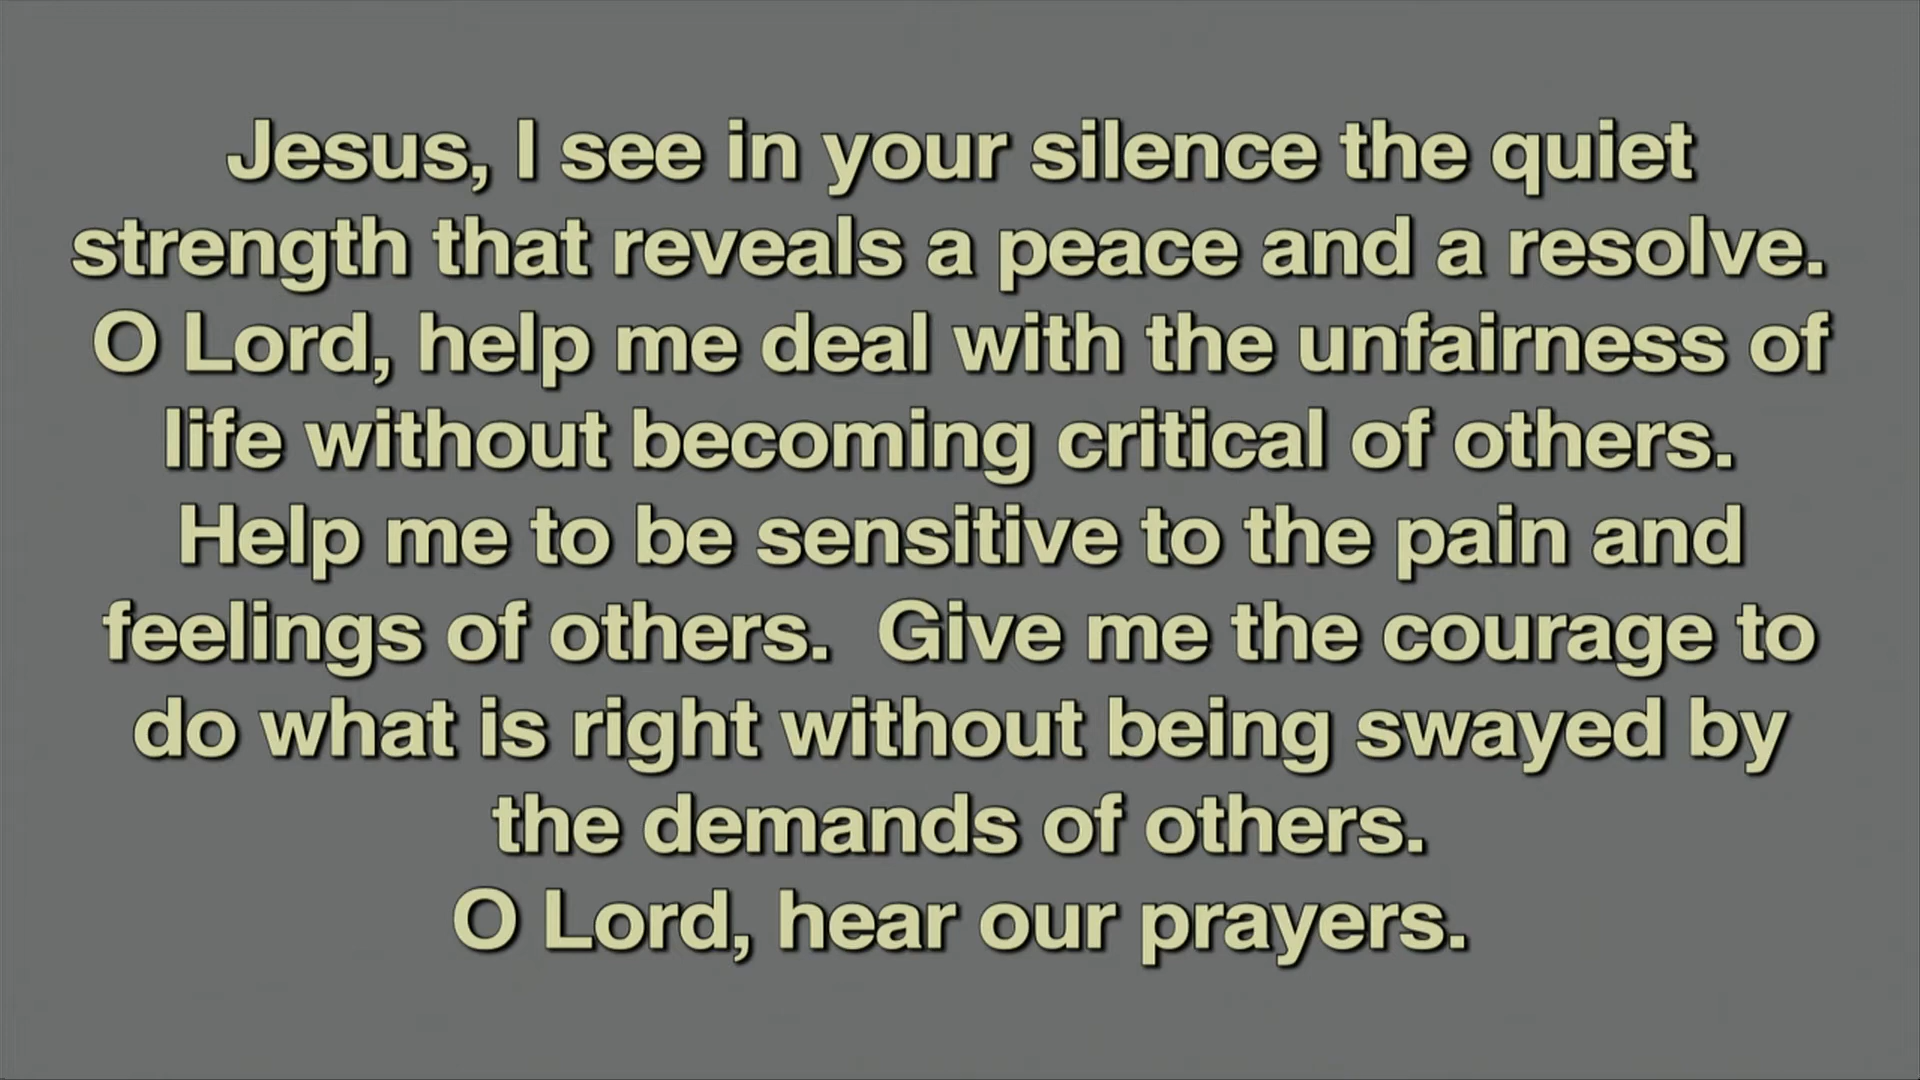 Jesus, I see in your silence the quiet
strength that reveals a peace and a resolve.
O Lord, help me deal with the unfairness of
life without becoming critical of others.
Help me to be sensitive to the pain and
feelings of others.  Give me the courage to
do what is right without being swayed by
the demands of others.
O Lord, hear our prayers.